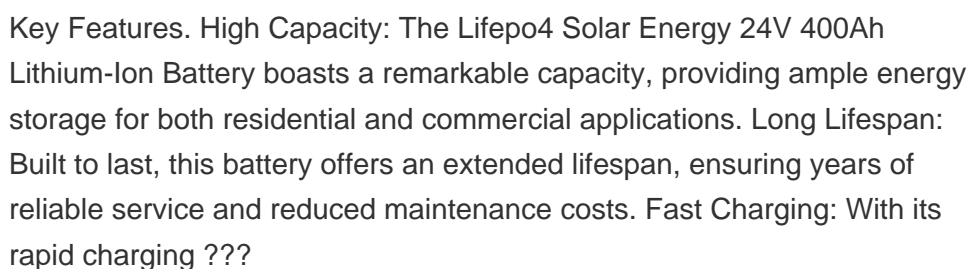 Key Features. High Capacity: The Lifepo4 Solar Energy 24V 400Ah
Lithium-Ion Battery boasts a remarkable capacity, providing ample energy
storage for both residential and commercial applications. Long Lifespan:
Built to last, this battery offers an extended lifespan, ensuring years of
reliable service and reduced maintenance costs. Fast Charging: With its
rapid charging ???